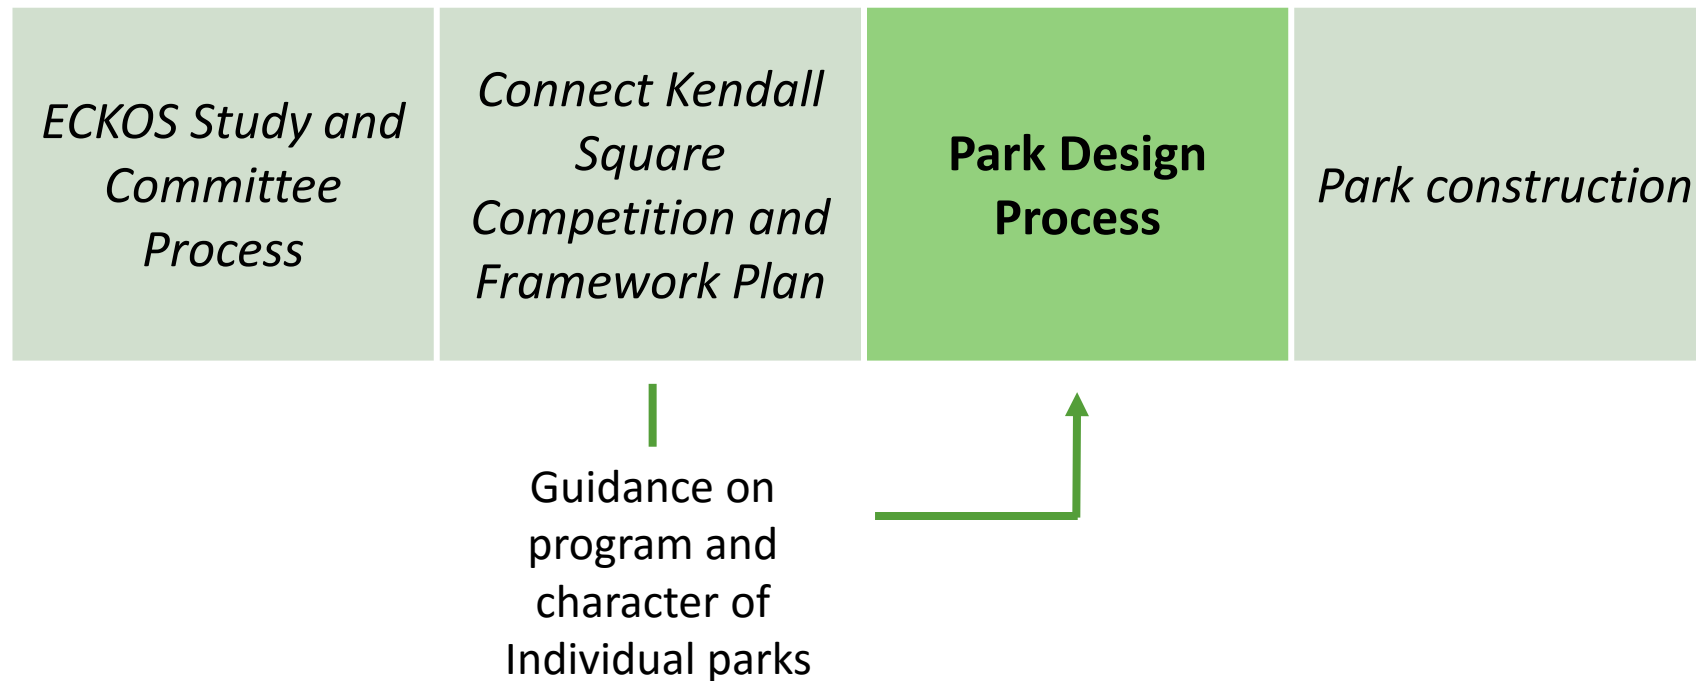 ECKOS Study and
Committee
Process
Connect Kendall
Square
Competition and
Framework Plan
Park Design
Process
Park construction
Guidance on
program and
character of
Individual parks